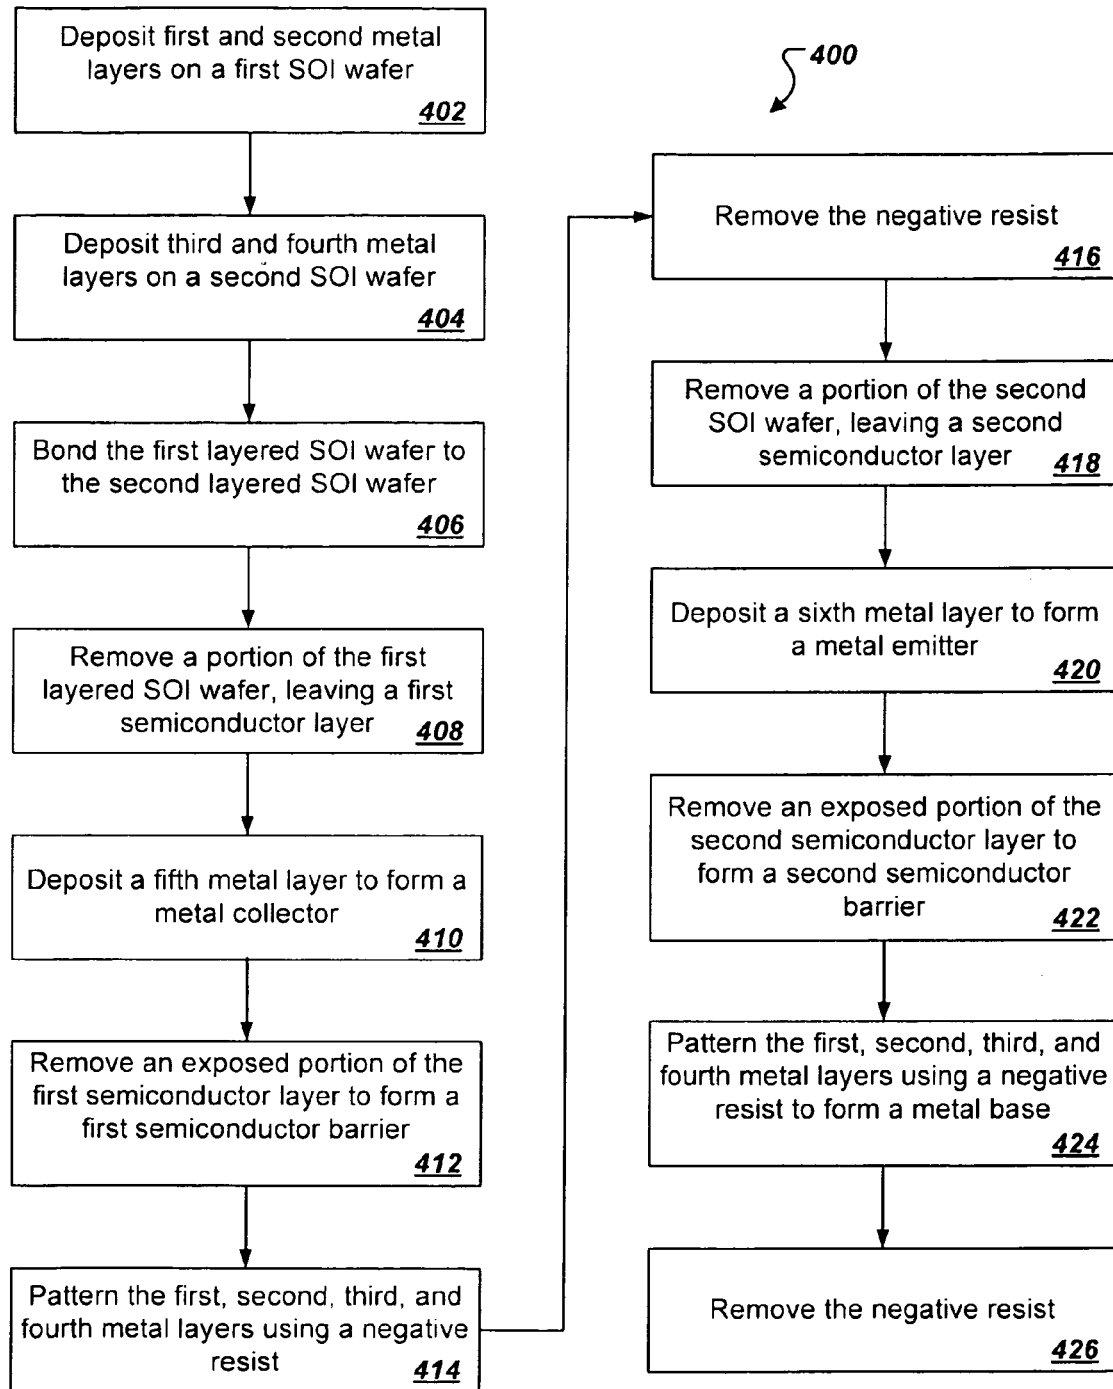 Deposit first and second metal
layers on a first SOI wafer
402
Deposit third and fourth metal
layers on a second SOI wafer
404
Bond the first layered SOI wafer to
the second layered SOI wafer
406
Remove a portion of the first
layered SOI wafer, leaving a first
semiconductor layer
408
Deposit a fifth metal layer to form a
metal collector
410
Remove an exposed portion of the
first semiconductor layer to form a
first semiconductor barrier
412
Pattern the first, second, third, and
fourth metal layers using a negative
resist
414
400
Remove the negative resist
416
Remove a portion of the second
SOI wafer, leaving a second
semiconductor layer
418
Deposit a sixth metal layer to form
a metal emitter
420
Remove an exposed portion of the
second semiconductor layer to
form a second semiconductor
barrier
422
Pattern the first, second, third, and
fourth metal layers using a negative
resist to form a metal base
424
Remove the negative resist
426